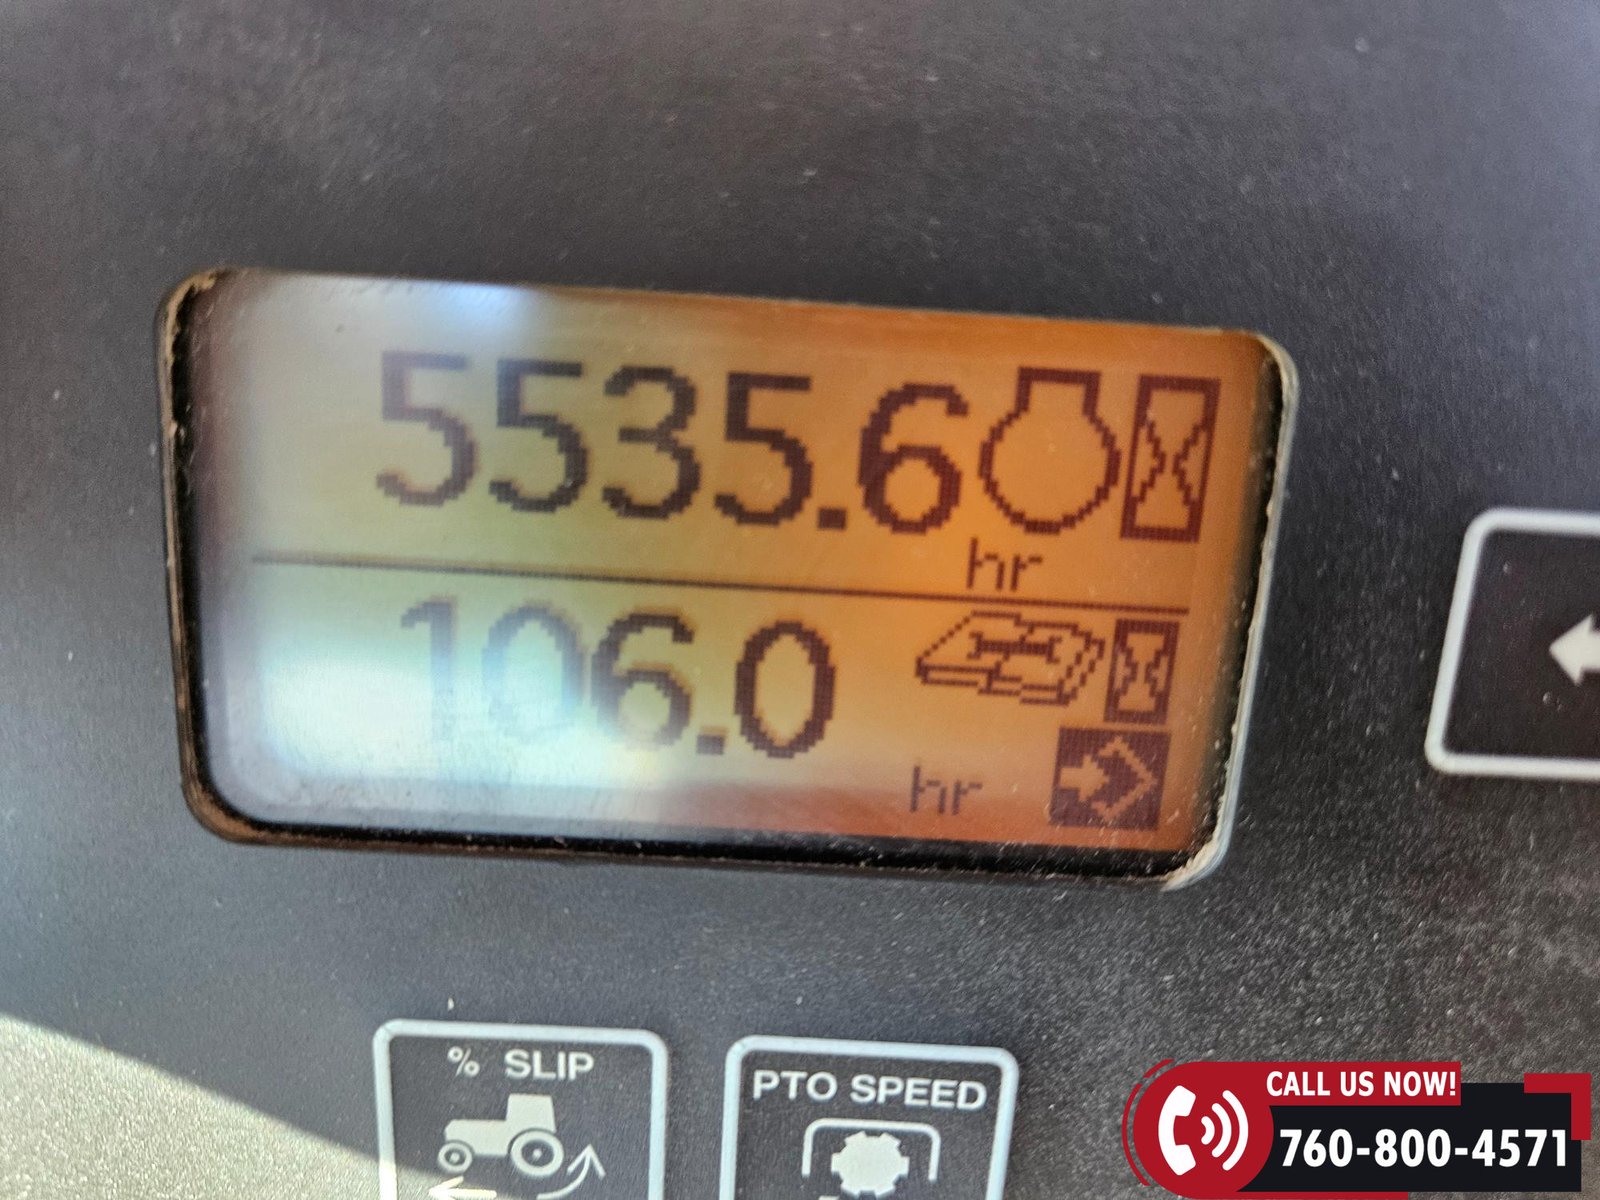 5535.6
hr
106.0
hr
% SLIP
PTO SPEED
CALL US NOW!
760-800-4571